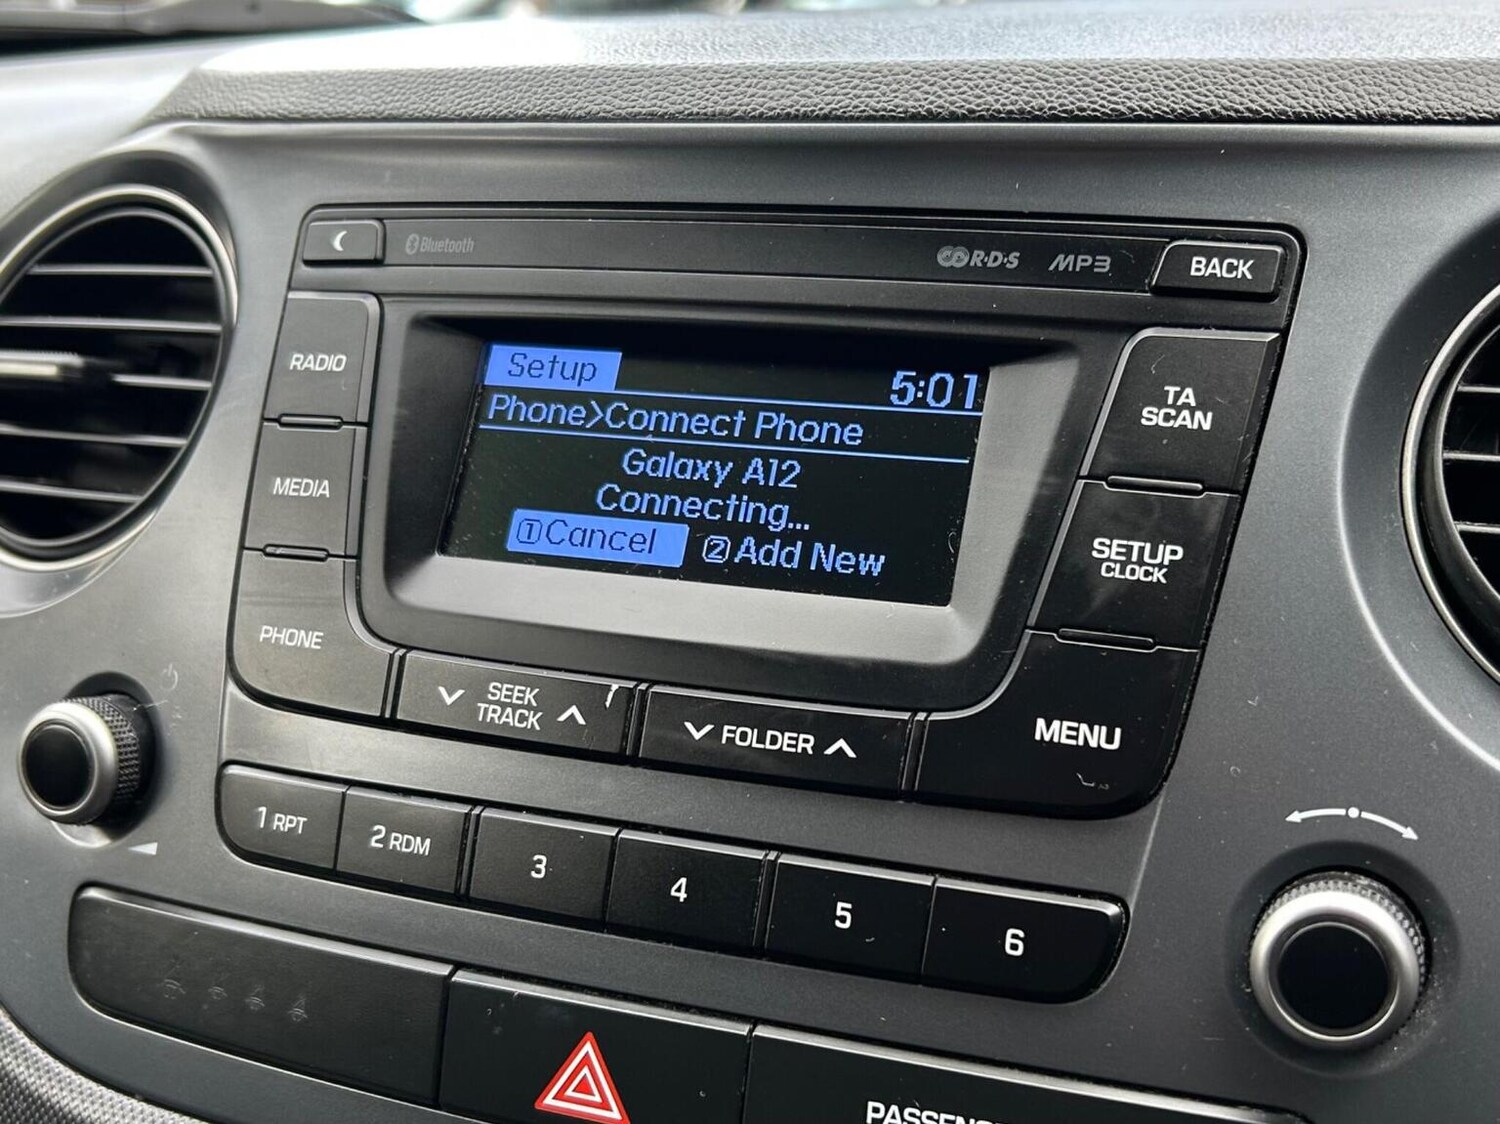 Bluetooth
R·D·S
MP3
BACK
RADIO
Setup
5:01
TA
SCAN
Phone>Connect Phone
Galaxy A12
MEDIA
Connecting...
①Cancel ②Add New
SETUP
CLOCK
PHONE
SEEK
TRACK
FOLDER
MENU
1 RPT
2 RDM
3
4
5
6